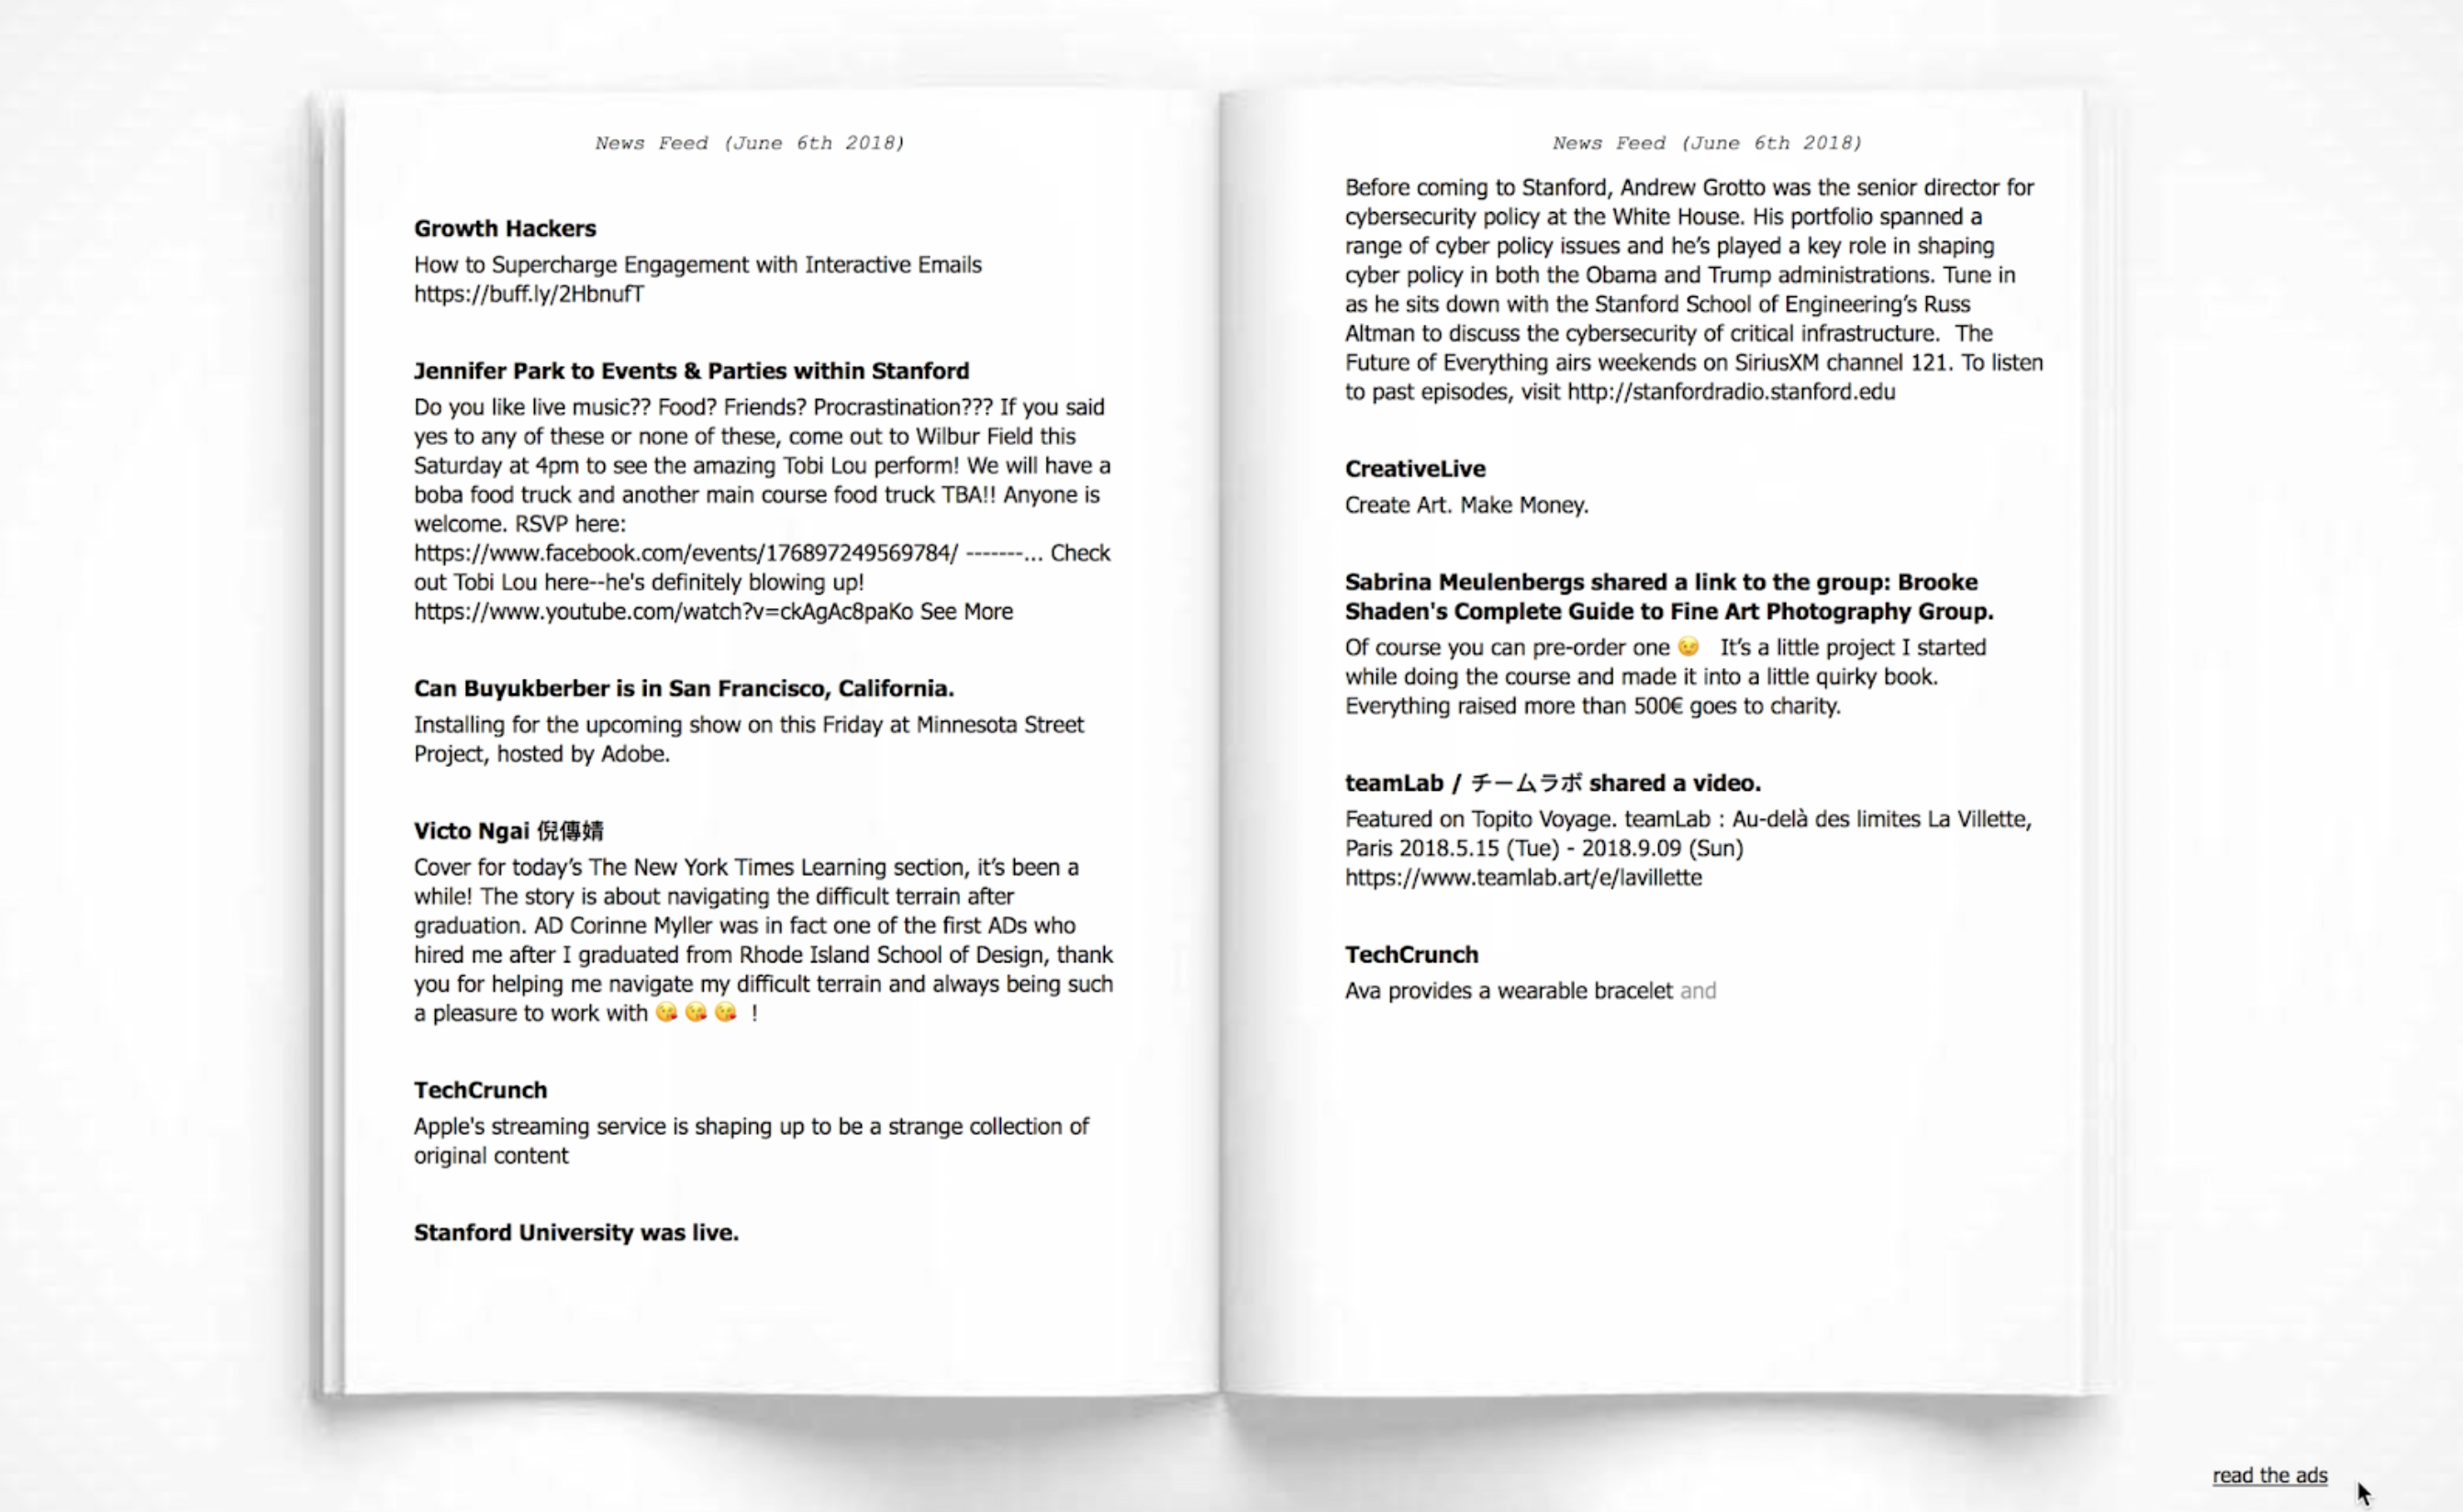 News Feed (June 6th 2018)
Growth Hackers
How to Supercharge Engagement with Interactive Emails
https://buff.ly/2HbnufT
Jennifer Park to Events & Parties within Stanford
Do you like live music?? Food? Friends? Procrastination??? If you said
yes to any of these or none of these, come out to Wilbur Field this
Saturday at 4pm to see the amazing Tobi Lou perform! We will have a
boba food truck and another main course food truck TBA!! Anyone is
welcome. RSVP here:
https://www.facebook.com/events/176897249569784/ -------... Check
out Tobi Lou here--he's definitely blowing up!
https://www.youtube.com/watch?v=ckAgAc8paKo See More
Can Buyukberber is in San Francisco, California.
Installing for the upcoming show on this Friday at Minnesota Street
Project, hosted by Adobe.
Victo Ngai 倪傳婧
Cover for today’s The New York Times Learning section, it’s been a
while! The story is about navigating the difficult terrain after
graduation. AD Corinne Myller was in fact one of the first ADs who
hired me after I graduated from Rhode Island School of Design, thank
you for helping me navigate my difficult terrain and always being such
a pleasure to work with 😘 😘 😘 !
TechCrunch
Apple's streaming service is shaping up to be a strange collection of
original content
Stanford University was live.
News Feed (June 6th 2018)
Before coming to Stanford, Andrew Grotto was the senior director for
cybersecurity policy at the White House. His portfolio spanned a
range of cyber policy issues and he’s played a key role in shaping
cyber policy in both the Obama and Trump administrations. Tune in
as he sits down with the Stanford School of Engineering’s Russ
Altman to discuss the cybersecurity of critical infrastructure. The
Future of Everything airs weekends on SiriusXM channel 121. To listen
to past episodes, visit http://stanfordradio.stanford.edu
CreativeLive
Create Art. Make Money.
Sabrina Meulenbergs shared a link to the group: Brooke
Shaden's Complete Guide to Fine Art Photography Group.
Of course you can pre-order one 😉 It’s a little project I started
while doing the course and made it into a little quirky book.
Everything raised more than 500€ goes to charity.
teamLab / チームラボ shared a video.
Featured on Topito Voyage. teamLab : Au-delà des limites La Villette,
Paris 2018.5.15 (Tue) - 2018.9.09 (Sun)
https://www.teamlab.art/e/lavillette
TechCrunch
Ava provides a wearable bracelet and
read the ads